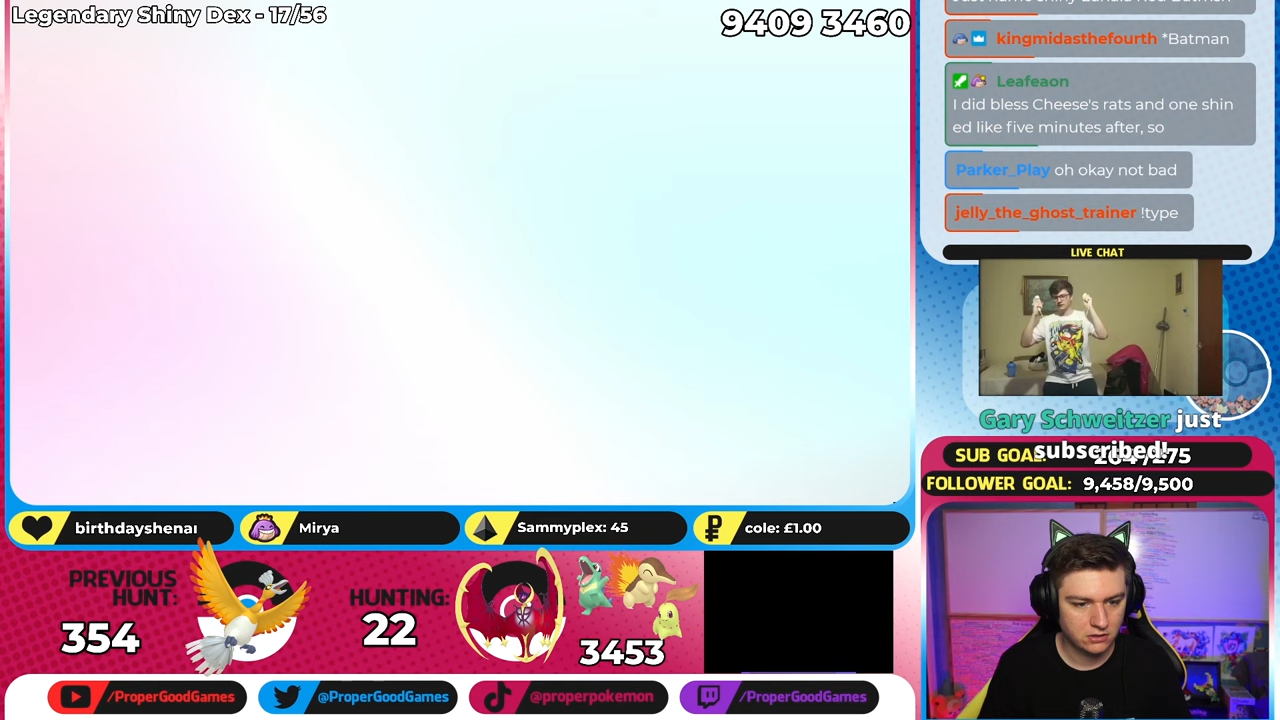 Legendary Shiny Dex - 17/56
9409 3460
kingmidasthefourth *Batman
Leafeaon
I did bless Cheese's rats and one shin
ed like five minutes after, so
Parker_Play oh okay not bad
jelly_the_ghost_trainer !type
LIVE CHAT
Gary Schweitzer just
subscribed!
SUB GOAL: /275
FOLLOWER GOAL: 9,458/9,500
birthdayshenai
Mirya
Sammyplex: 45
cole: £1.00
PREVIOUS
HUNT:
354
HUNTING:
22
3453
/ProperGoodGames
@ProperGoodGames
@properpokemon
/ProperGoodGames